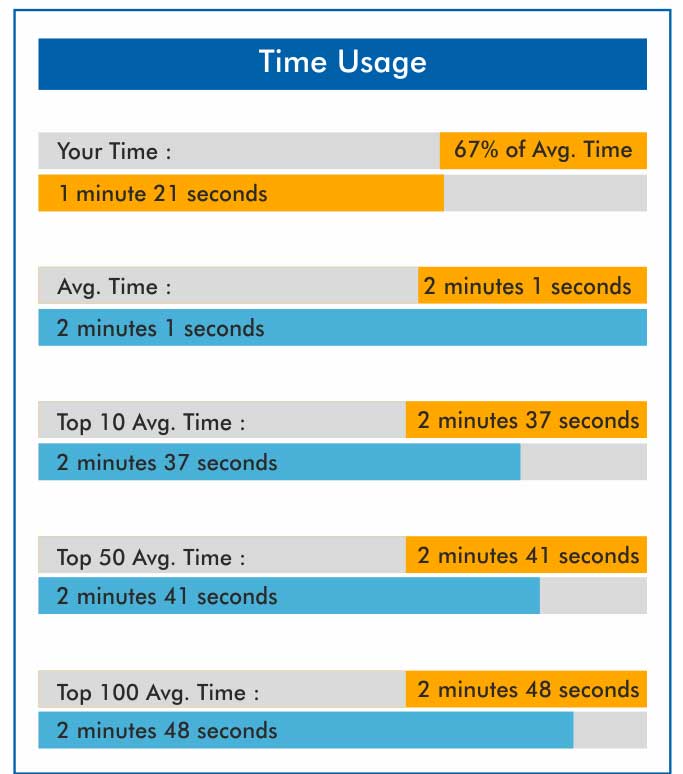 Time Usage
Your Time : 67% of Avg. Time
1 minute 21 seconds
Avg. Time : 2 minutes 1 seconds
2 minutes 1 seconds
Top 10 Avg. Time : 2 minutes 37 seconds
2 minutes 37 seconds
Top 50 Avg. Time : 2 minutes 41 seconds
2 minutes 41 seconds
Top 100 Avg. Time : 2 minutes 48 seconds
2 minutes 48 seconds